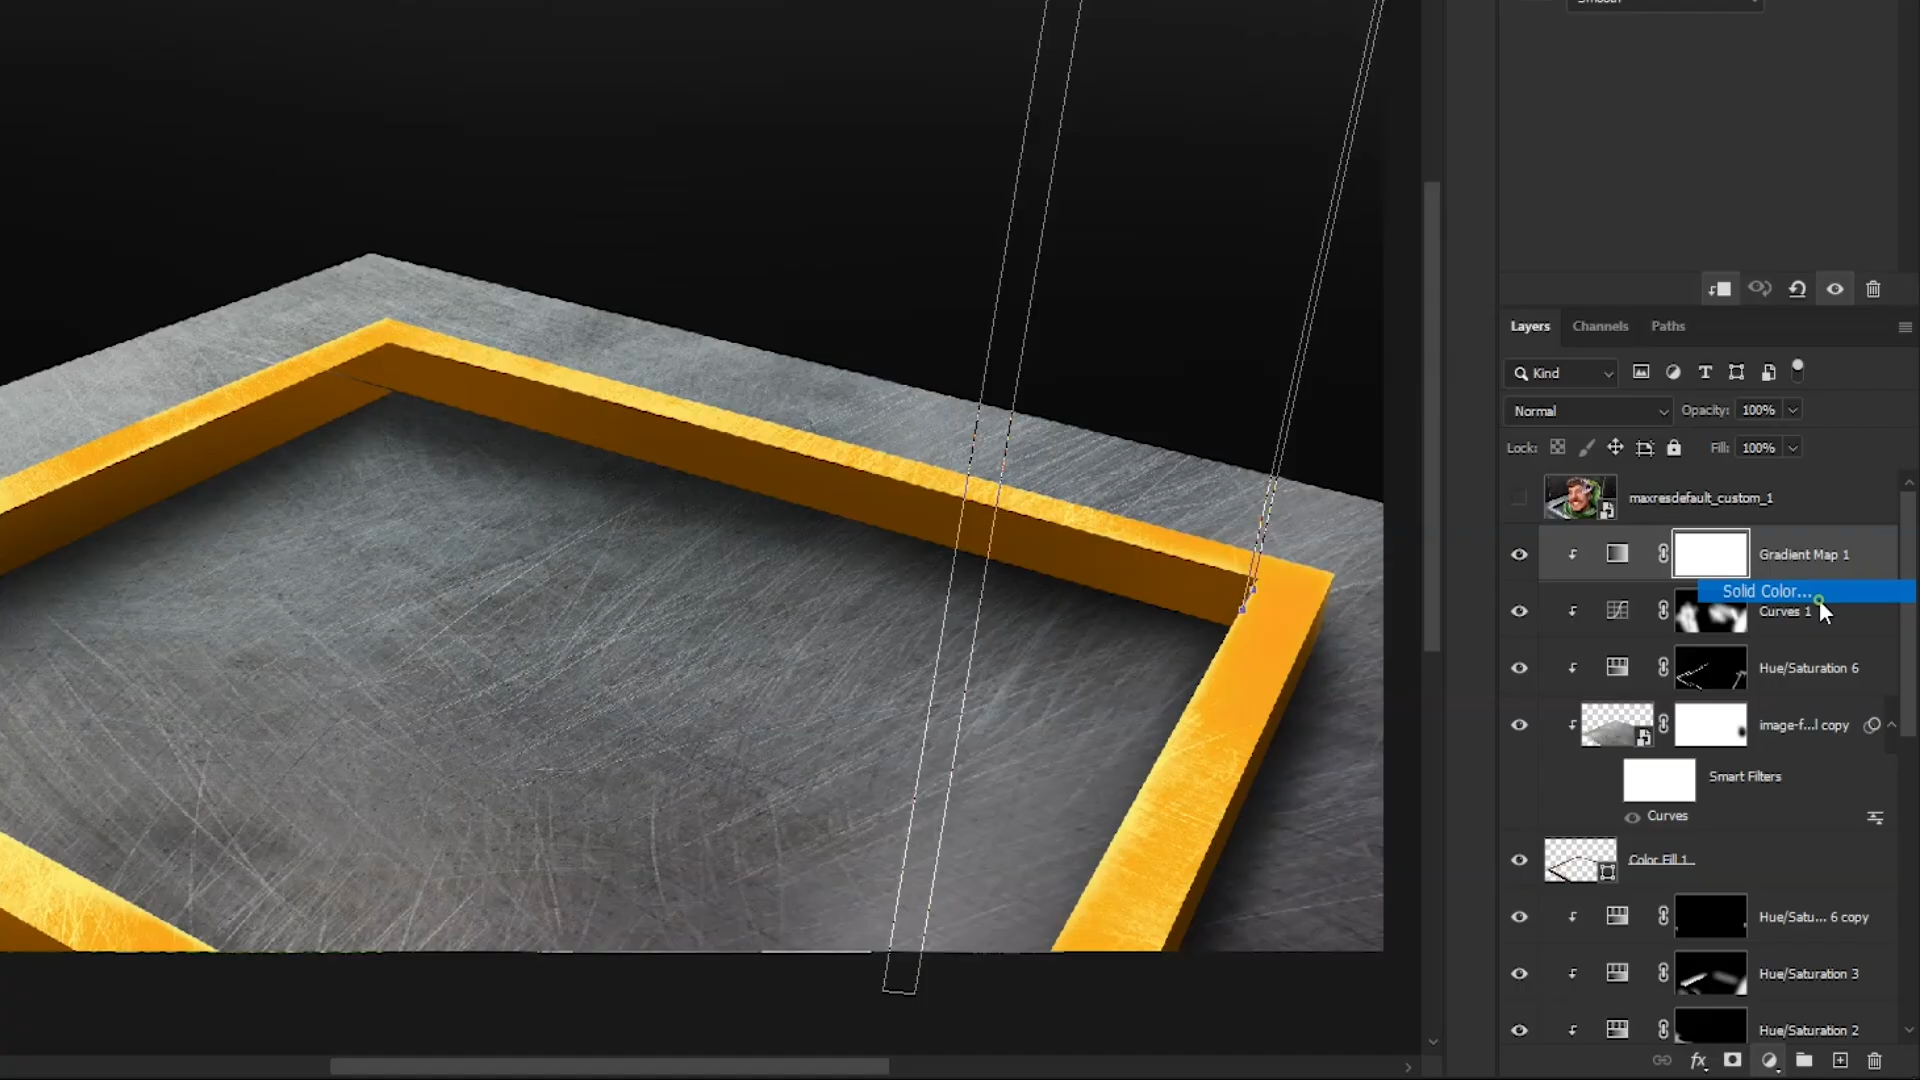 Smooth
Layers Channels Paths
Kind
Normal Opacity: 100%
Lock: Fill: 100%
maxresdefault_custom_1
Gradient Map 1
Solid Color...
Curves 1
Hue/Saturation 6
image-f...l copy
Smart Filters
Curves
Color Fill 1
Hue/Satu... 6 copy
Hue/Saturation 3
Hue/Saturation 2
fx